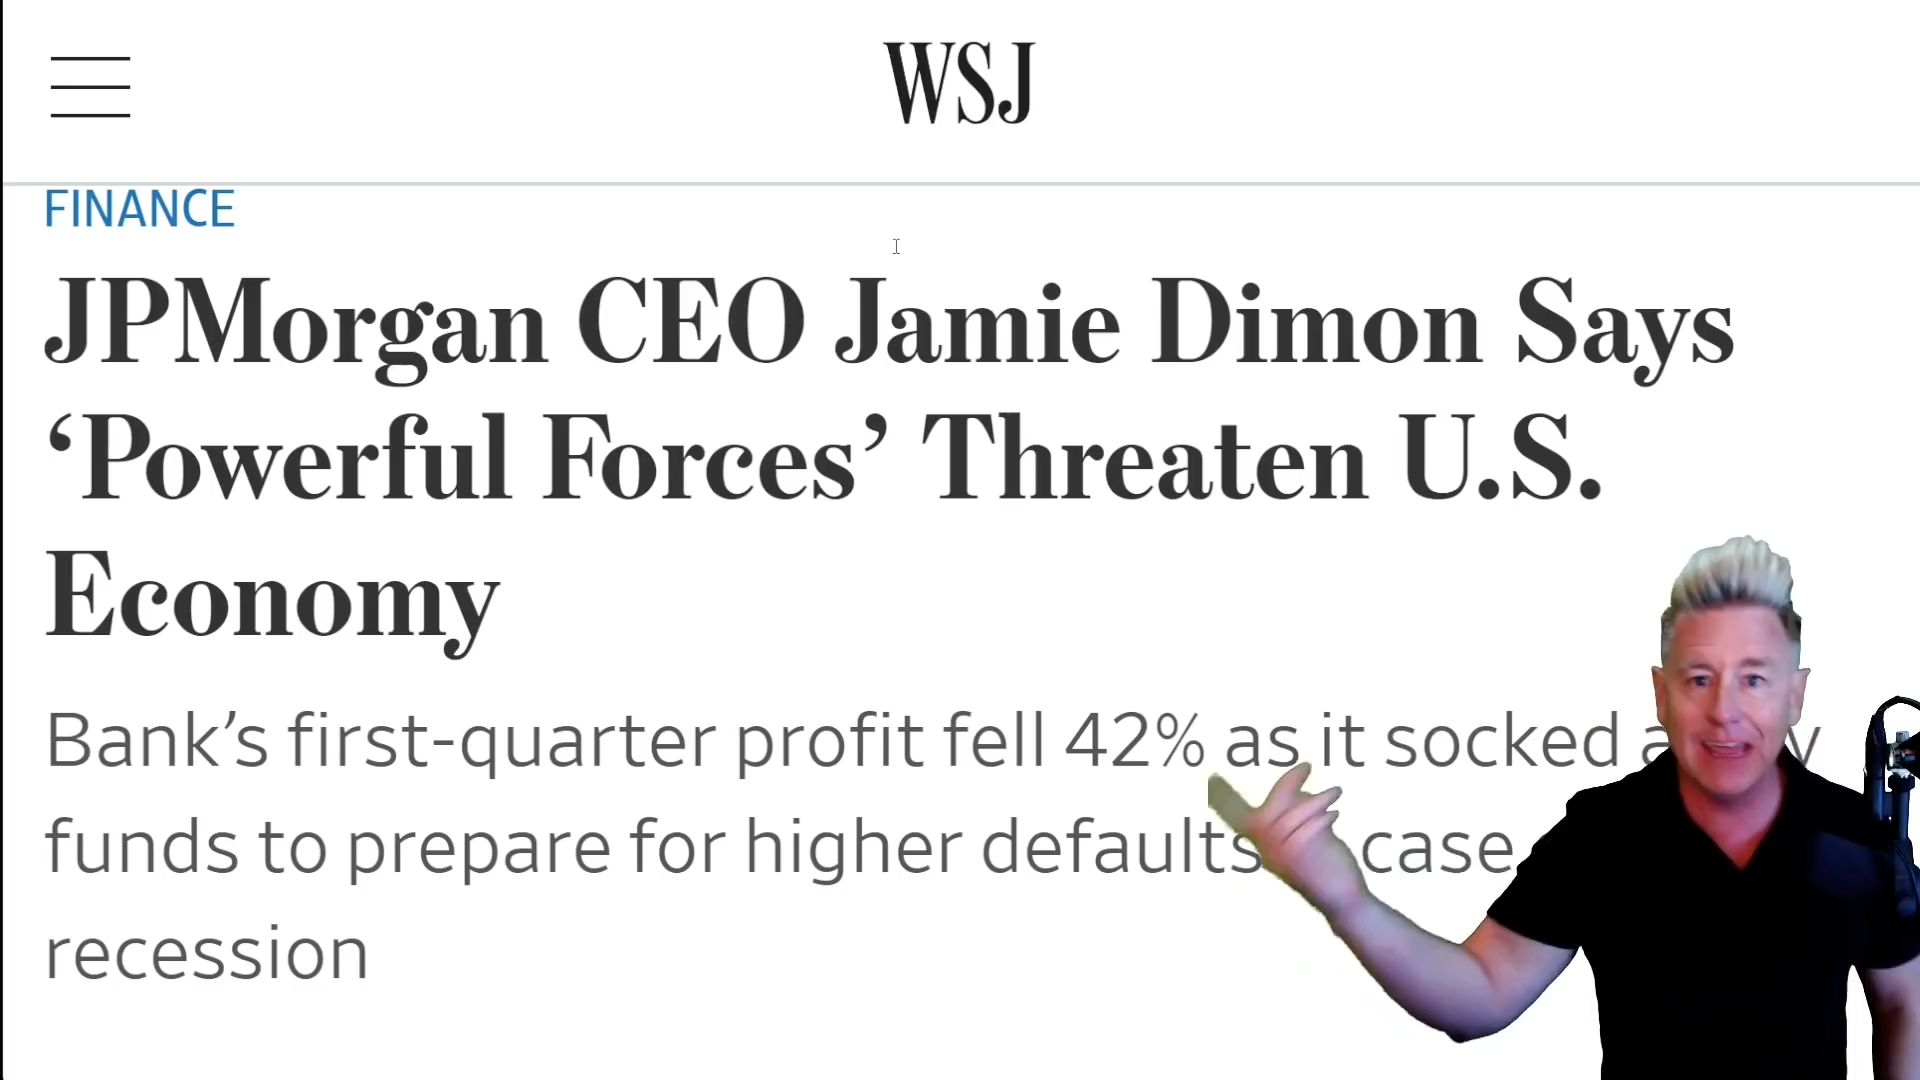 WSJ
FINANCE
JPMorgan CEO Jamie Dimon Says
‘Powerful Forces’ Threaten U.S.
Economy
Bank’s first-quarter profit fell 42% as it socked
funds to prepare for higher defaults case
recession